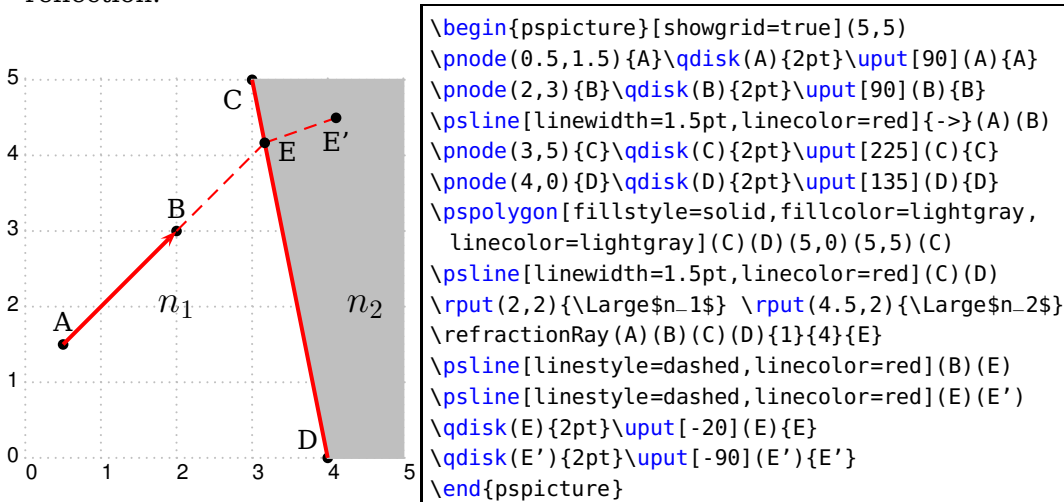 reflection.
5
4
3
2
1
0
0 1 2 3 4 5
C
E
E'
B
A
D
n₁
n₂
\begin{pspicture}[showgrid=true](5,5)
\pnode(0.5,1.5){A}\qdisk(A){2pt}\uput[90](A){A}
\pnode(2,3){B}\qdisk(B){2pt}\uput[90](B){B}
\psline[linewidth=1.5pt,linecolor=red]{->}(A)(B)
\pnode(3,5){C}\qdisk(C){2pt}\uput[225](C){C}
\pnode(4,0){D}\qdisk(D){2pt}\uput[135](D){D}
\pspolygon[fillstyle=solid,fillcolor=lightgray,
linecolor=lightgray](C)(D)(5,0)(5,5)(C)
\psline[linewidth=1.5pt,linecolor=red](C)(D)
\rput(2,2){\Large$n_1$} \rput(4.5,2){\Large$n_2$}
\refractionRay(A)(B)(C)(D){1}{4}{E}
\psline[linestyle=dashed,linecolor=red](B)(E)
\psline[linestyle=dashed,linecolor=red](E)(E’)
\qdisk(E){2pt}\uput[-20](E){E}
\qdisk(E’){2pt}\uput[-90](E’){E’}
\end{pspicture}